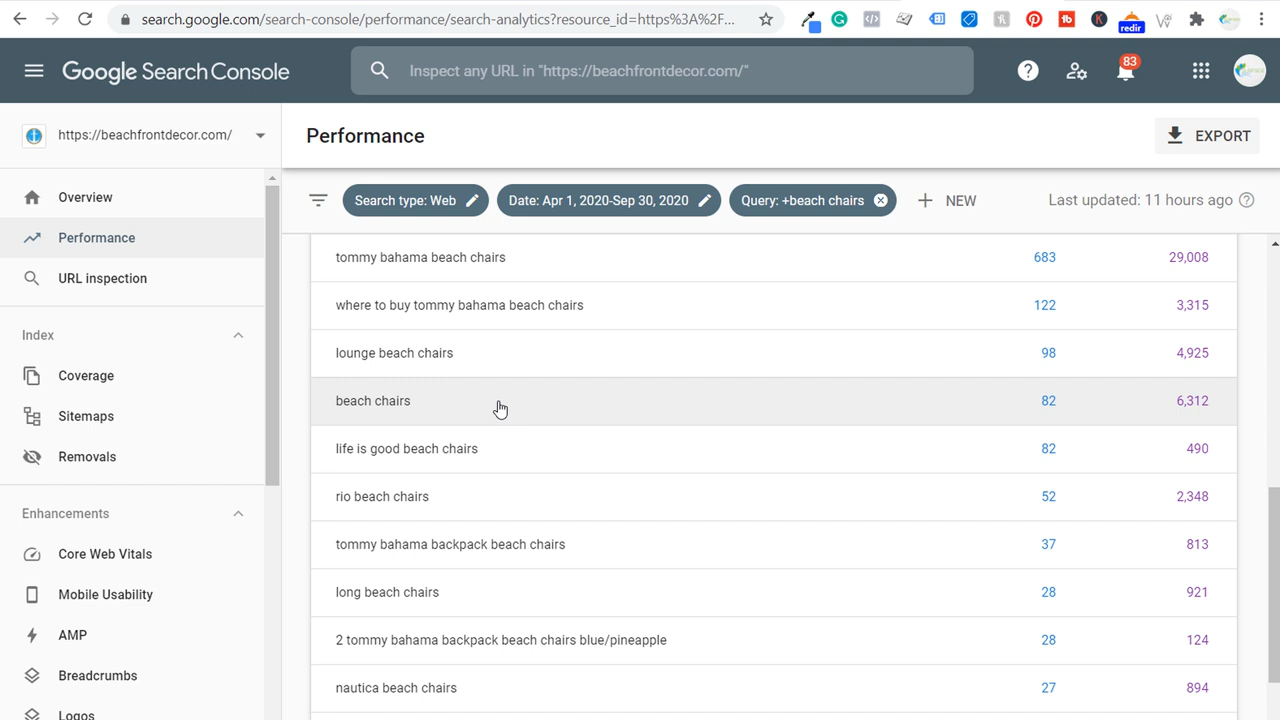 search.google.com/search-console/performance/search-analytics?resource_id=https%3A%2F...
redir
Google Search Console
Inspect any URL in "https://beachfrontdecor.com/"
83
https://beachfrontdecor.com/
Performance
EXPORT
Overview
Performance
URL inspection
Index
Coverage
Sitemaps
Removals
Enhancements
Core Web Vitals
Mobile Usability
AMP
Breadcrumbs
Logos
Search type: Web
Date: Apr 1, 2020-Sep 30, 2020
Query: +beach chairs
NEW
Last updated: 11 hours ago
tommy bahama beach chairs 683 29,008
where to buy tommy bahama beach chairs 122 3,315
lounge beach chairs 98 4,925
beach chairs 82 6,312
life is good beach chairs 82 490
rio beach chairs 52 2,348
tommy bahama backpack beach chairs 37 813
long beach chairs 28 921
2 tommy bahama backpack beach chairs blue/pineapple 28 124
nautica beach chairs 27 894